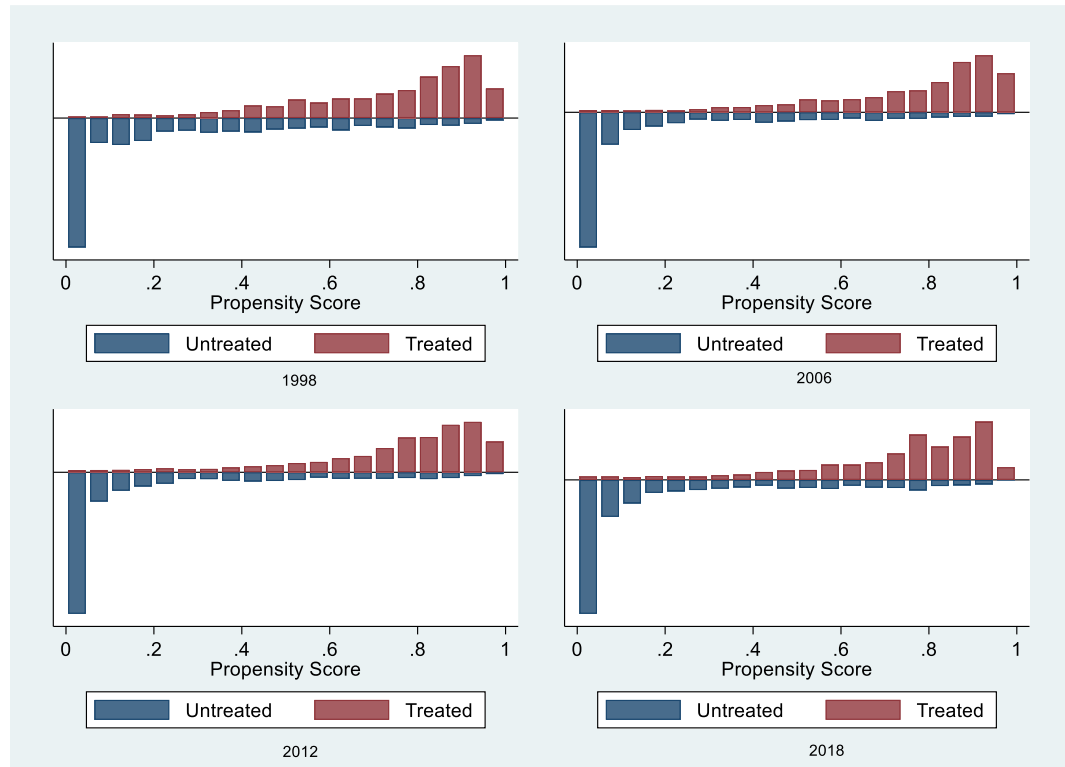 0 .2 .4 .6 .8 1
Propensity Score
Untreated Treated
1998
0 .2 .4 .6 .8 1
Propensity Score
Untreated Treated
2006
0 .2 .4 .6 .8 1
Propensity Score
Untreated Treated
2012
0 .2 .4 .6 .8 1
Propensity Score
Untreated Treated
2018